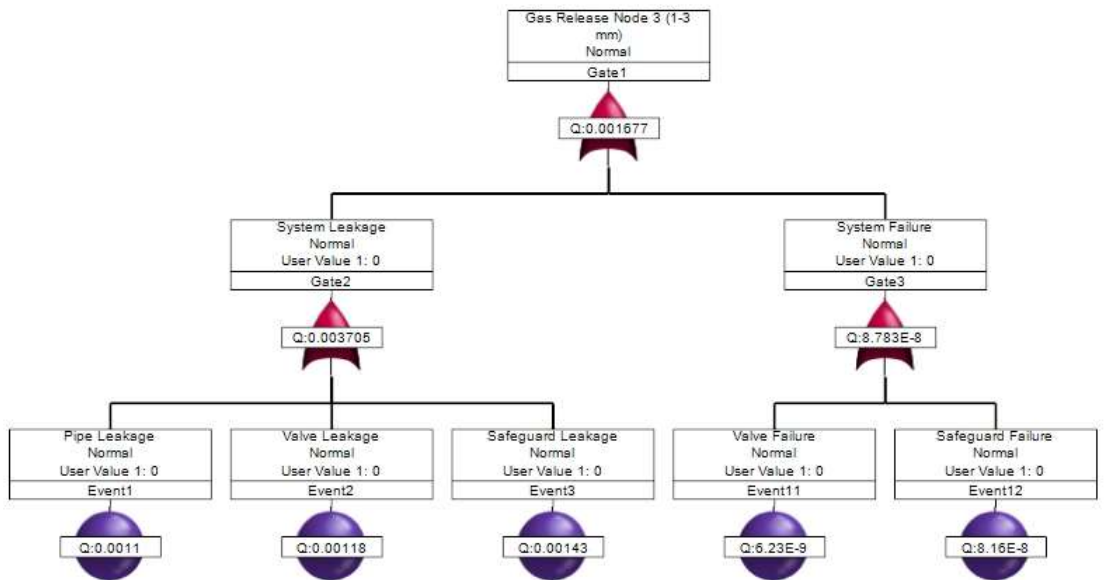 Gas Release Node 3 (1-3
mm)
Normal
Gate1
Q:0.001677
System Leakage
Normal
User Value 1: 0
Gate2
Q:0.003705
System Failure
Normal
User Value 1: 0
Gate3
Q:8.783E-8
Pipe Leakage
Normal
User Value 1: 0
Event1
Q:0.0011
Valve Leakage
Normal
User Value 1: 0
Event2
Q:0.00118
Safeguard Leakage
Normal
User Value 1: 0
Event3
Q:0.00143
Valve Failure
Normal
User Value 1: 0
Event11
Q:6.23E-9
Safeguard Failure
Normal
User Value 1: 0
Event12
Q:8.16E-8